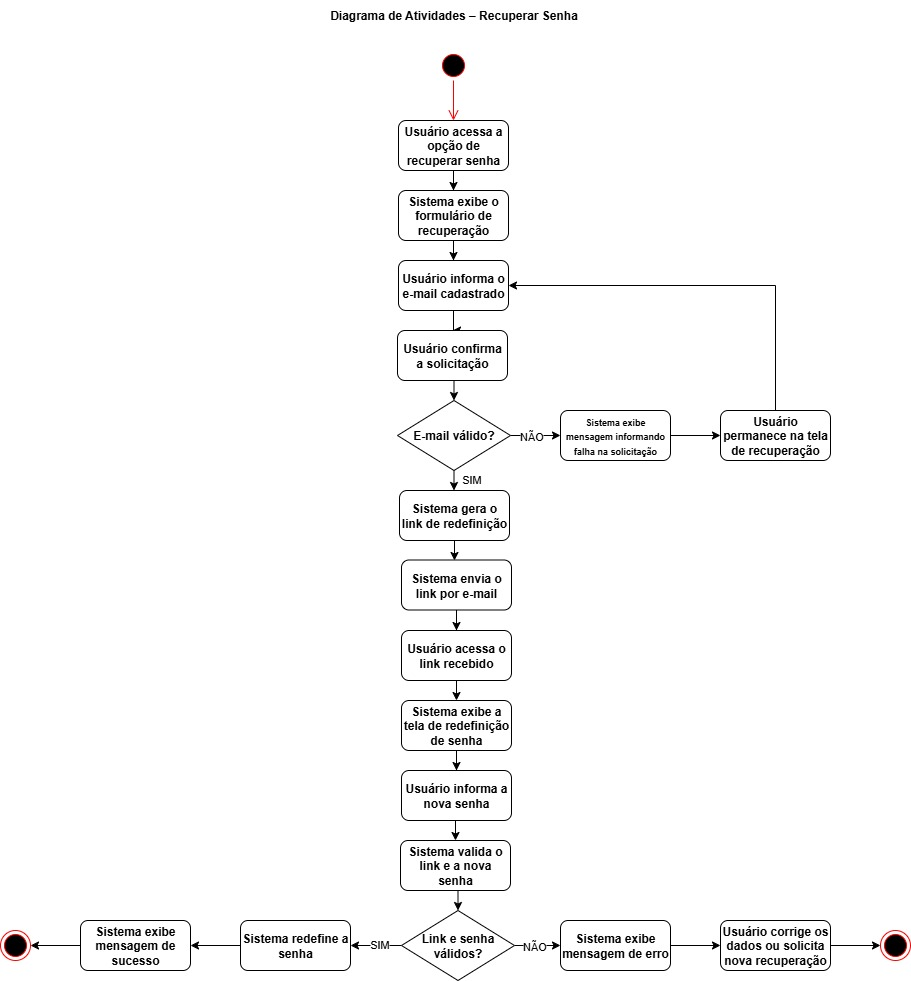 Diagrama de Atividades – Recuperar Senha
Usuário acessa a
opção de
recuperar senha
Sistema exibe o
formulário de
recuperação
Usuário informa o
e-mail cadastrado
Usuário confirma
a solicitação
E-mail válido?
NÃO
Sistema exibe
mensagem informando
falha na solicitação
Usuário
permanece na tela
de recuperação
SIM
Sistema gera o
link de redefinição
Sistema envia o
link por e-mail
Usuário acessa o
link recebido
Sistema exibe a
tela de redefinição
de senha
Usuário informa a
nova senha
Sistema valida o
link e a nova
senha
Sistema exibe
mensagem de
sucesso
Sistema redefine a
senha
SIM
Link e senha
válidos?
NÃO
Sistema exibe
mensagem de erro
Usuário corrige os
dados ou solicita
nova recuperação